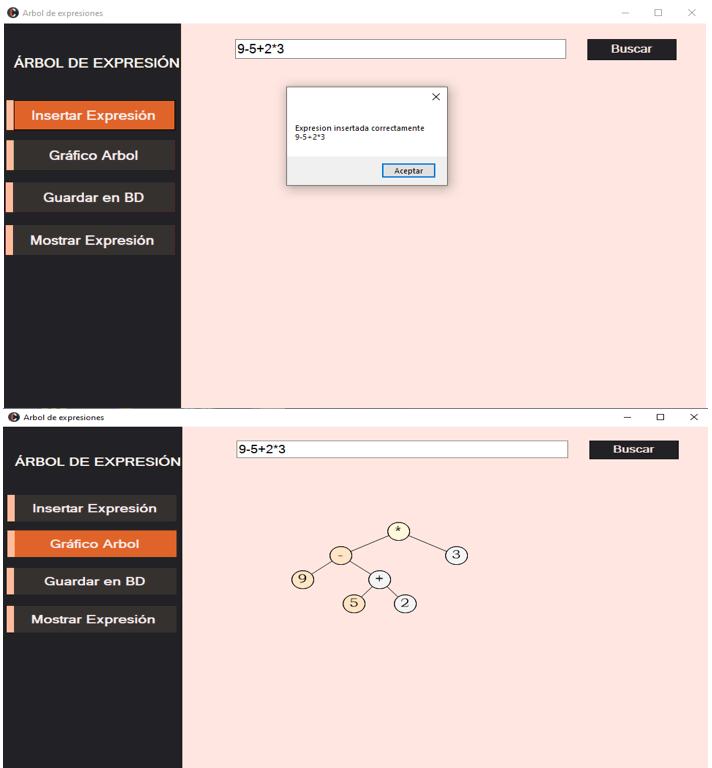 Arbol de expresiones
ÁRBOL DE EXPRESIÓN
9-5+2*3
Buscar
Insertar Expresión
Gráfico Arbol
Guardar en BD
Mostrar Expresión
Expresion insertada correctamente
9-5+2*3
Aceptar
Arbol de expresiones
ÁRBOL DE EXPRESIÓN
9-5+2*3
Buscar
Insertar Expresión
Gráfico Arbol
Guardar en BD
Mostrar Expresión
*
- 3
9 +
5 2